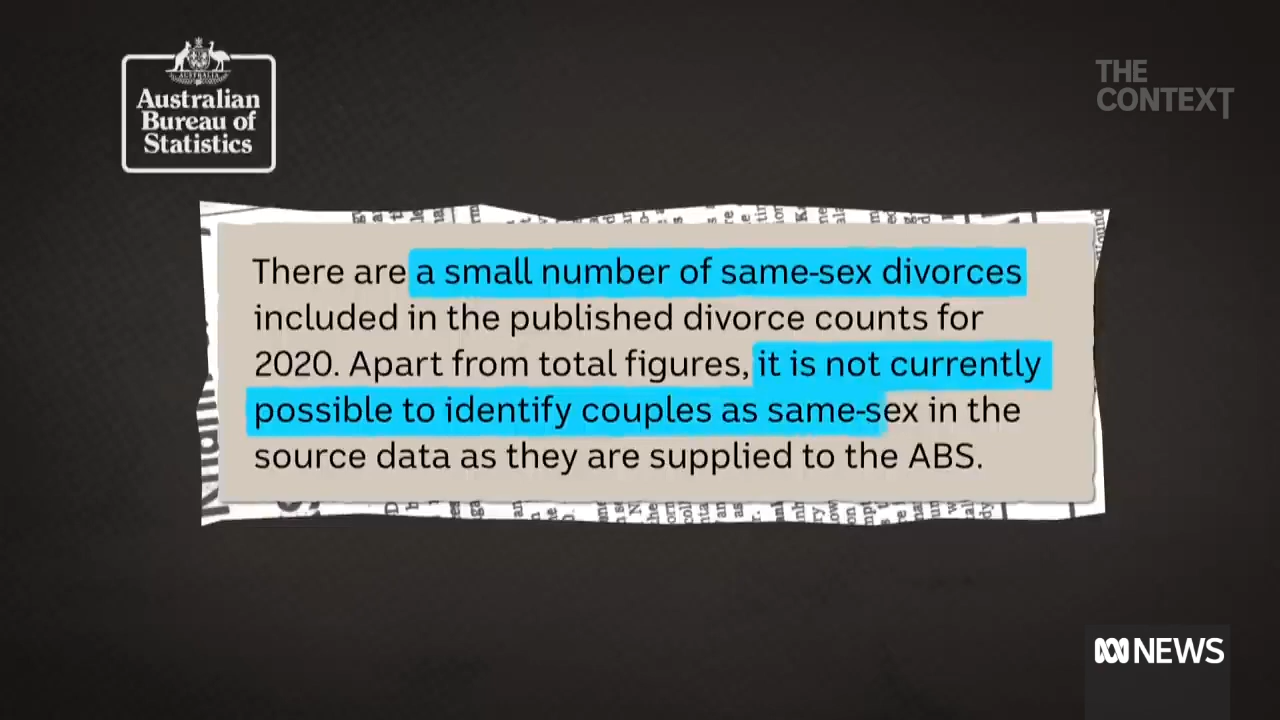 AUSTRALIA
Australian
Bureau of
Statistics
THE
CONTEXT
There are a small number of same-sex divorces
included in the published divorce counts for
2020. Apart from total figures, it is not currently
possible to identify couples as same-sex in the
source data as they are supplied to the ABS.
NEWS